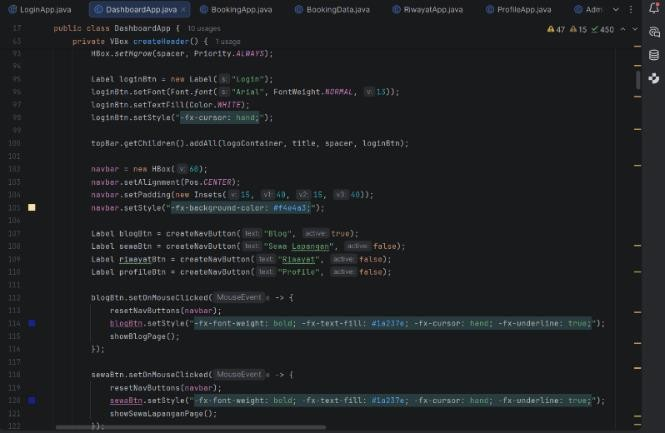 LoginApp.java DashboardApp.java BookingApp.java BookingData.java RiwayatApp.java ProfileApp.java Adm
17 public class DashboardApp { 10 usages 47 15 450
63 private VBox createHeader() { 1 usage
93 HBox.setHgrow(spacer, Priority.ALWAYS);
95 Label loginBtn = new Label( s: "Login");
96 loginBtn.setFont(Font.font( s: "Arial", FontWeight.NORMAL, v: 13));
97 loginBtn.setTextFill(Color.WHITE);
98 loginBtn.setStyle("-fx-cursor: hand;");
100 topBar.getChildren().addAll(logoContainer, title, spacer, loginBtn);
102 navbar = new HBox( v: 60);
103 navbar.setAlignment(Pos.CENTER);
104 navbar.setPadding(new Insets( v: 15, v1: 40, v2: 15, v3: 40));
105 navbar.setStyle("-fx-background-color: #f4e4a3;");
107 Label blogBtn = createNavButton( text: "Blog", active: true);
108 Label sewaBtn = createNavButton( text: "Sewa Lapangan", active: false);
109 Label riwayatBtn = createNavButton( text: "Riwayat", active: false);
110 Label profileBtn = createNavButton( text: "Profile", active: false);
112 blogBtn.setOnMouseClicked( MouseEvent e -> {
113 resetNavButtons(navbar);
114 blogBtn.setStyle("-fx-font-weight: bold; -fx-text-fill: #1a237e; -fx-cursor: hand; -fx-underline: true;");
115 showBlogPage();
116 });
118 sewaBtn.setOnMouseClicked( MouseEvent e -> {
119 resetNavButtons(navbar);
120 sewaBtn.setStyle("-fx-font-weight: bold; -fx-text-fill: #1a237e; -fx-cursor: hand; -fx-underline: true;");
121 showSewaLapanganPage();
122 });